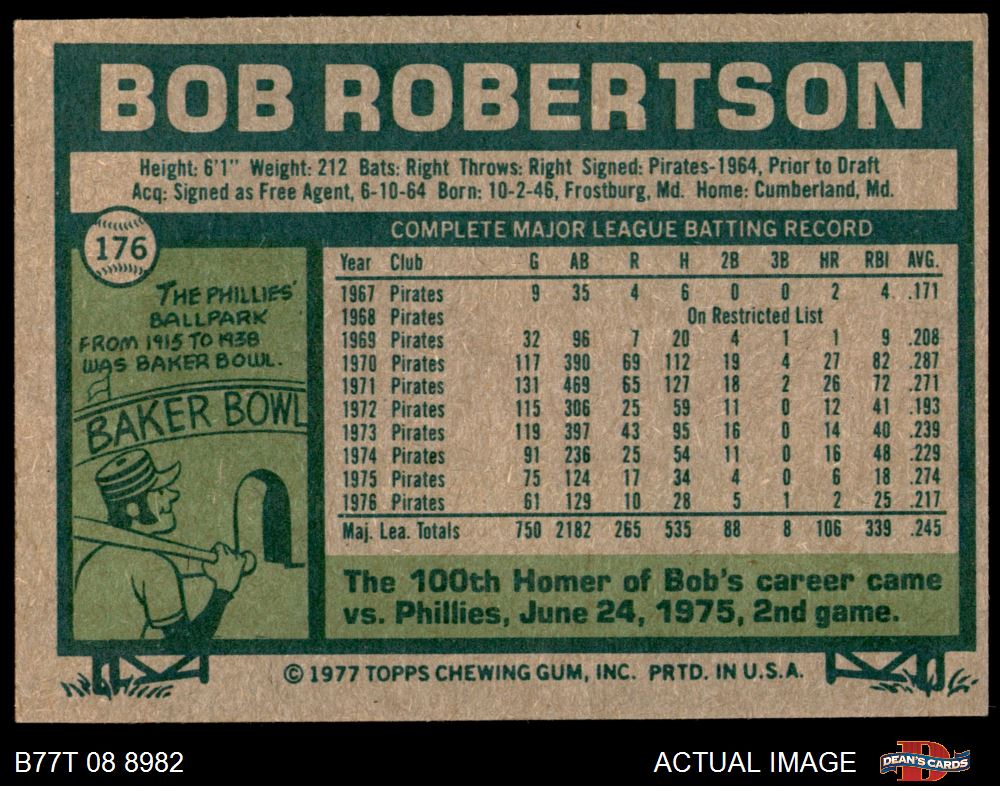 BOB ROBERTSON
Height: 6'1" Weight: 212 Bats: Right Throws: Right Signed: Pirates-1964, Prior to Draft
Acq: Signed as Free Agent, 6-10-64 Born: 10-2-46, Frostburg, Md. Home: Cumberland, Md.
176
THE PHILLIES'
BALLPARK
FROM 1915 TO 1938
WAS BAKER BOWL.
BAKER BOWL
COMPLETE MAJOR LEAGUE BATTING RECORD
Year Club G AB R H 2B 3B HR RBI AVG.
1967 Pirates 9 35 4 6 0 0 2 4 .171
1968 Pirates On Restricted List
1969 Pirates 32 96 7 20 4 1 1 9 .208
1970 Pirates 117 390 69 112 19 4 27 82 .287
1971 Pirates 131 469 65 127 18 2 26 72 .271
1972 Pirates 115 306 25 59 11 0 12 41 .193
1973 Pirates 119 397 43 95 16 0 14 40 .239
1974 Pirates 91 236 25 54 11 0 16 48 .229
1975 Pirates 75 124 17 34 4 0 6 18 .274
1976 Pirates 61 129 10 28 5 1 2 25 .217
Maj. Lea. Totals 750 2182 265 535 88 8 106 339 .245
The 100th Homer of Bob's career came
vs. Phillies, June 24, 1975, 2nd game.
© 1977 TOPPS CHEWING GUM, INC. PRTD. IN U.S.A.
B77T 08 8982
ACTUAL IMAGE
DEAN'S CARDS